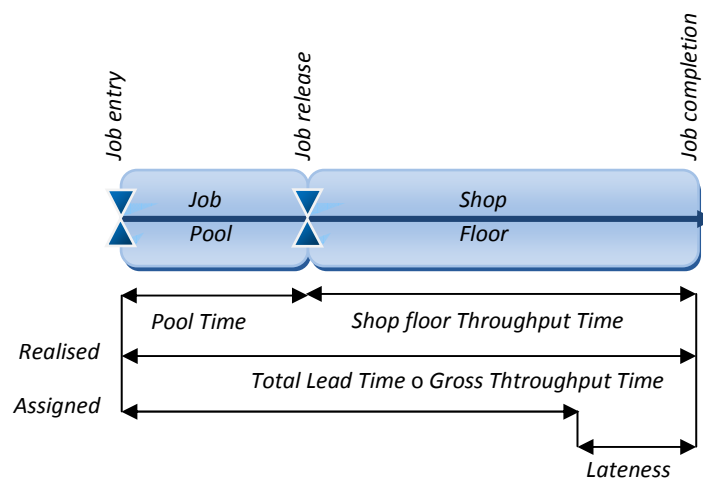 Job entry
Job release
Job completion
Job
Shop
Pool
Floor
Pool Time
Shop floor Throughput Time
Realised
Total Lead Time o Gross Thtroughput Time
Assigned
Lateness